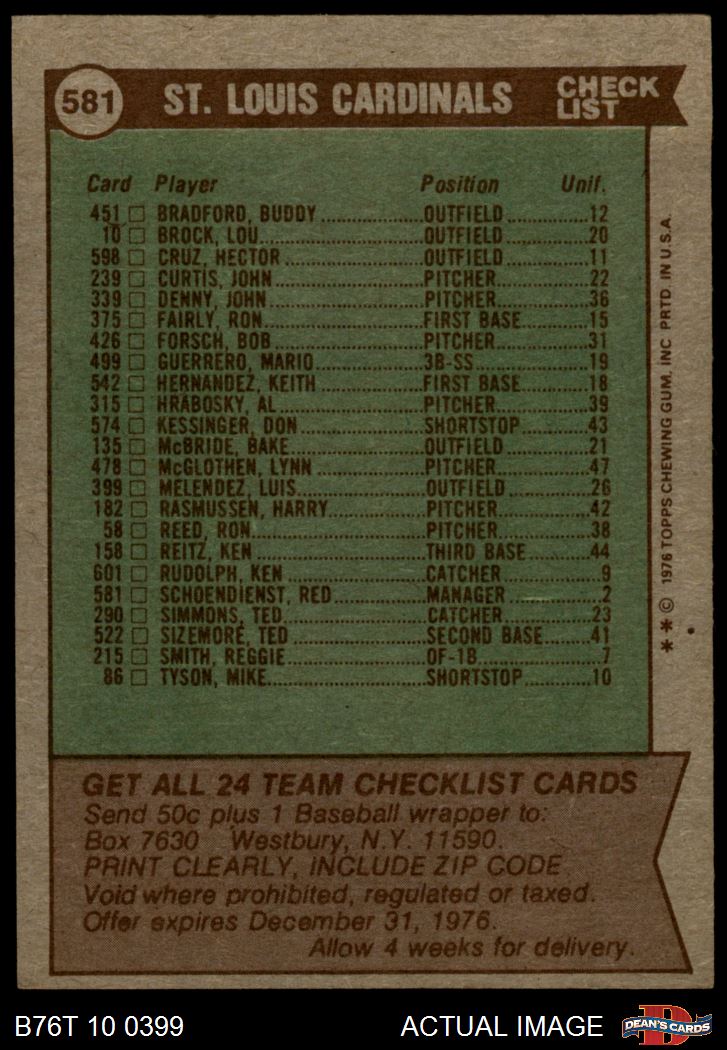 581 ST. LOUIS CARDINALS CHECK LIST
Card Player Position Unif.
451 □ BRADFORD, BUDDY OUTFIELD 12
10 □ BROCK, LOU OUTFIELD 20
598 □ CRUZ, HECTOR OUTFIELD 11
239 □ CURTIS, JOHN PITCHER 22
339 □ DENNY, JOHN PITCHER 36
375 □ FAIRLY, RON FIRST BASE 15
426 □ FORSCH, BOB PITCHER 31
499 □ GUERRERO, MARIO 3B-SS 19
542 □ HERNANDEZ, KEITH FIRST BASE 18
315 □ HRABOSKY, AL PITCHER 39
574 □ KESSINGER, DON SHORTSTOP 43
135 □ McBRIDE, BAKE OUTFIELD 21
478 □ McGLOTHEN, LYNN PITCHER 47
399 □ MELENDEZ, LUIS OUTFIELD 26
182 □ RASMUSSEN, HARRY PITCHER 42
58 □ REED, RON PITCHER 38
158 □ REITZ, KEN THIRD BASE 44
601 □ RUDOLPH, KEN CATCHER 9
581 □ SCHOENDIENST, RED MANAGER 2
290 □ SIMMONS, TED CATCHER 23
522 □ SIZEMORE, TED SECOND BASE 41
215 □ SMITH, REGGIE OF-1B 7
86 □ TYSON, MIKE SHORTSTOP 10
* * © 1976 TOPPS CHEWING GUM, INC PRTD. IN U.S.A.
GET ALL 24 TEAM CHECKLIST CARDS
Send 50c plus 1 Baseball wrapper to:
Box 7630 Westbury, N.Y. 11590.
PRINT CLEARLY, INCLUDE ZIP CODE
Void where prohibited, regulated or taxed.
Offer expires December 31, 1976.
Allow 4 weeks for delivery.
B76T 10 0399 ACTUAL IMAGE D DEAN'S CARDS